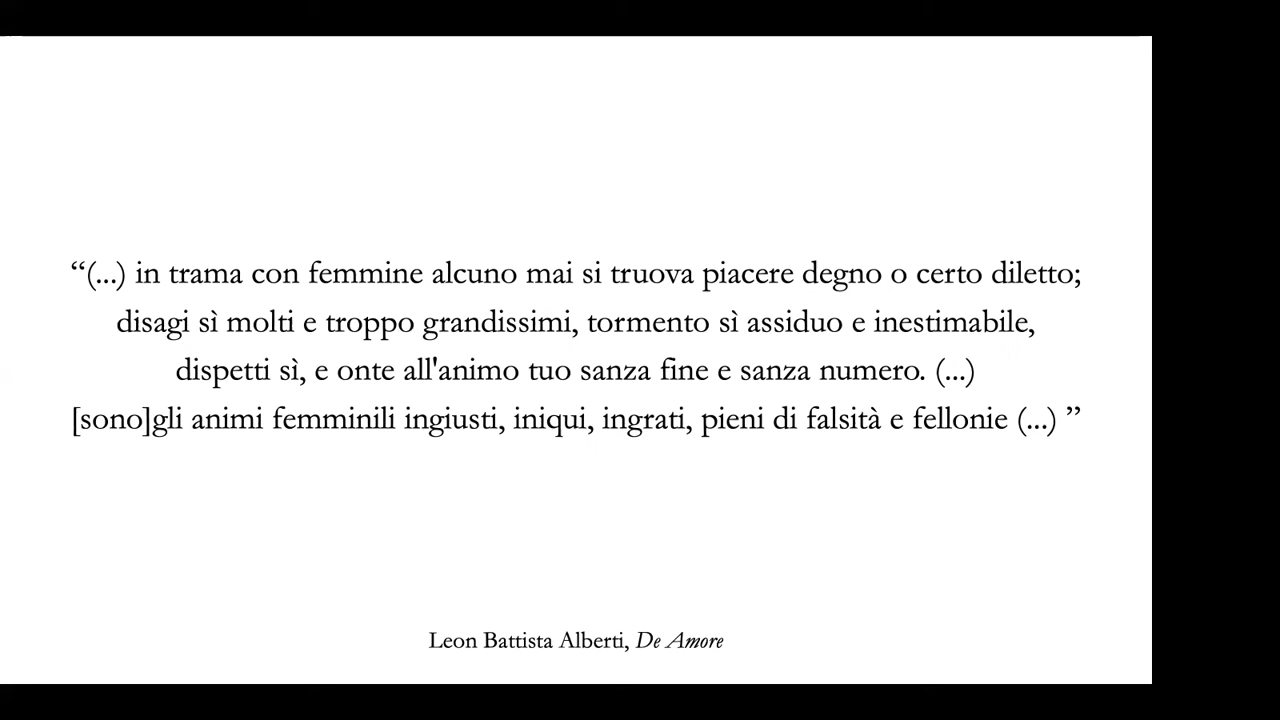 “(...) in trama con femmine alcuno mai si truova piacere degno o certo diletto;
disagi sì molti e troppo grandissimi, tormento sì assiduo e inestimabile,
dispetti sì, e onte all'animo tuo sanza fine e sanza numero. (...)
[sono]gli animi femminili ingiusti, iniqui, ingrati, pieni di falsità e fellonie (...) ”
Leon Battista Alberti, De Amore